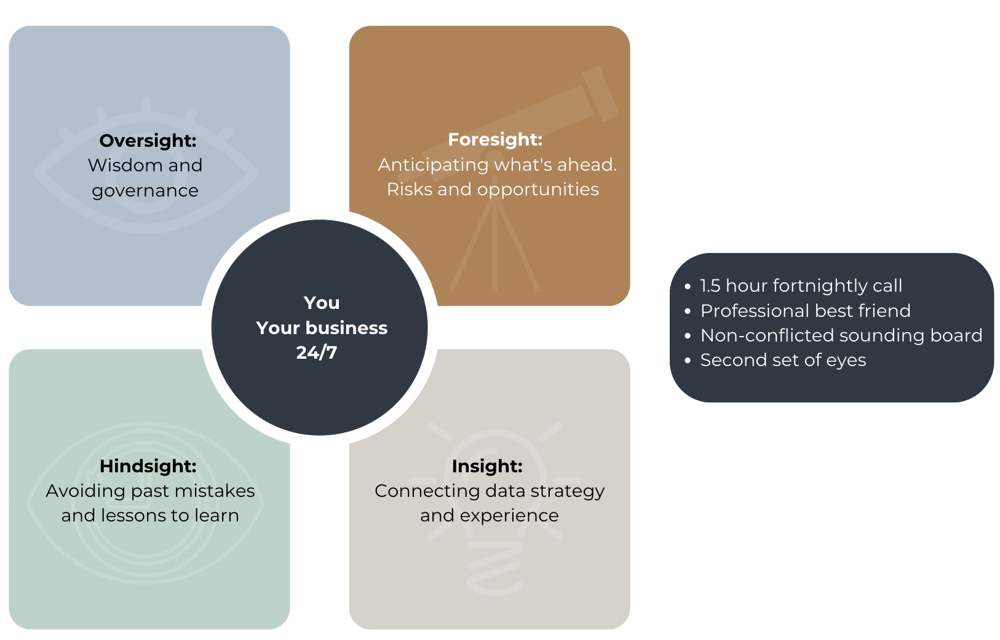 Oversight:
Wisdom and
governance
Foresight:
Anticipating what's ahead.
Risks and opportunities
You
Your business
24/7
Hindsight:
Avoiding past mistakes
and lessons to learn
Insight:
Connecting data strategy
and experience
• 1.5 hour fortnightly call
• Professional best friend
• Non-conflicted sounding board
• Second set of eyes